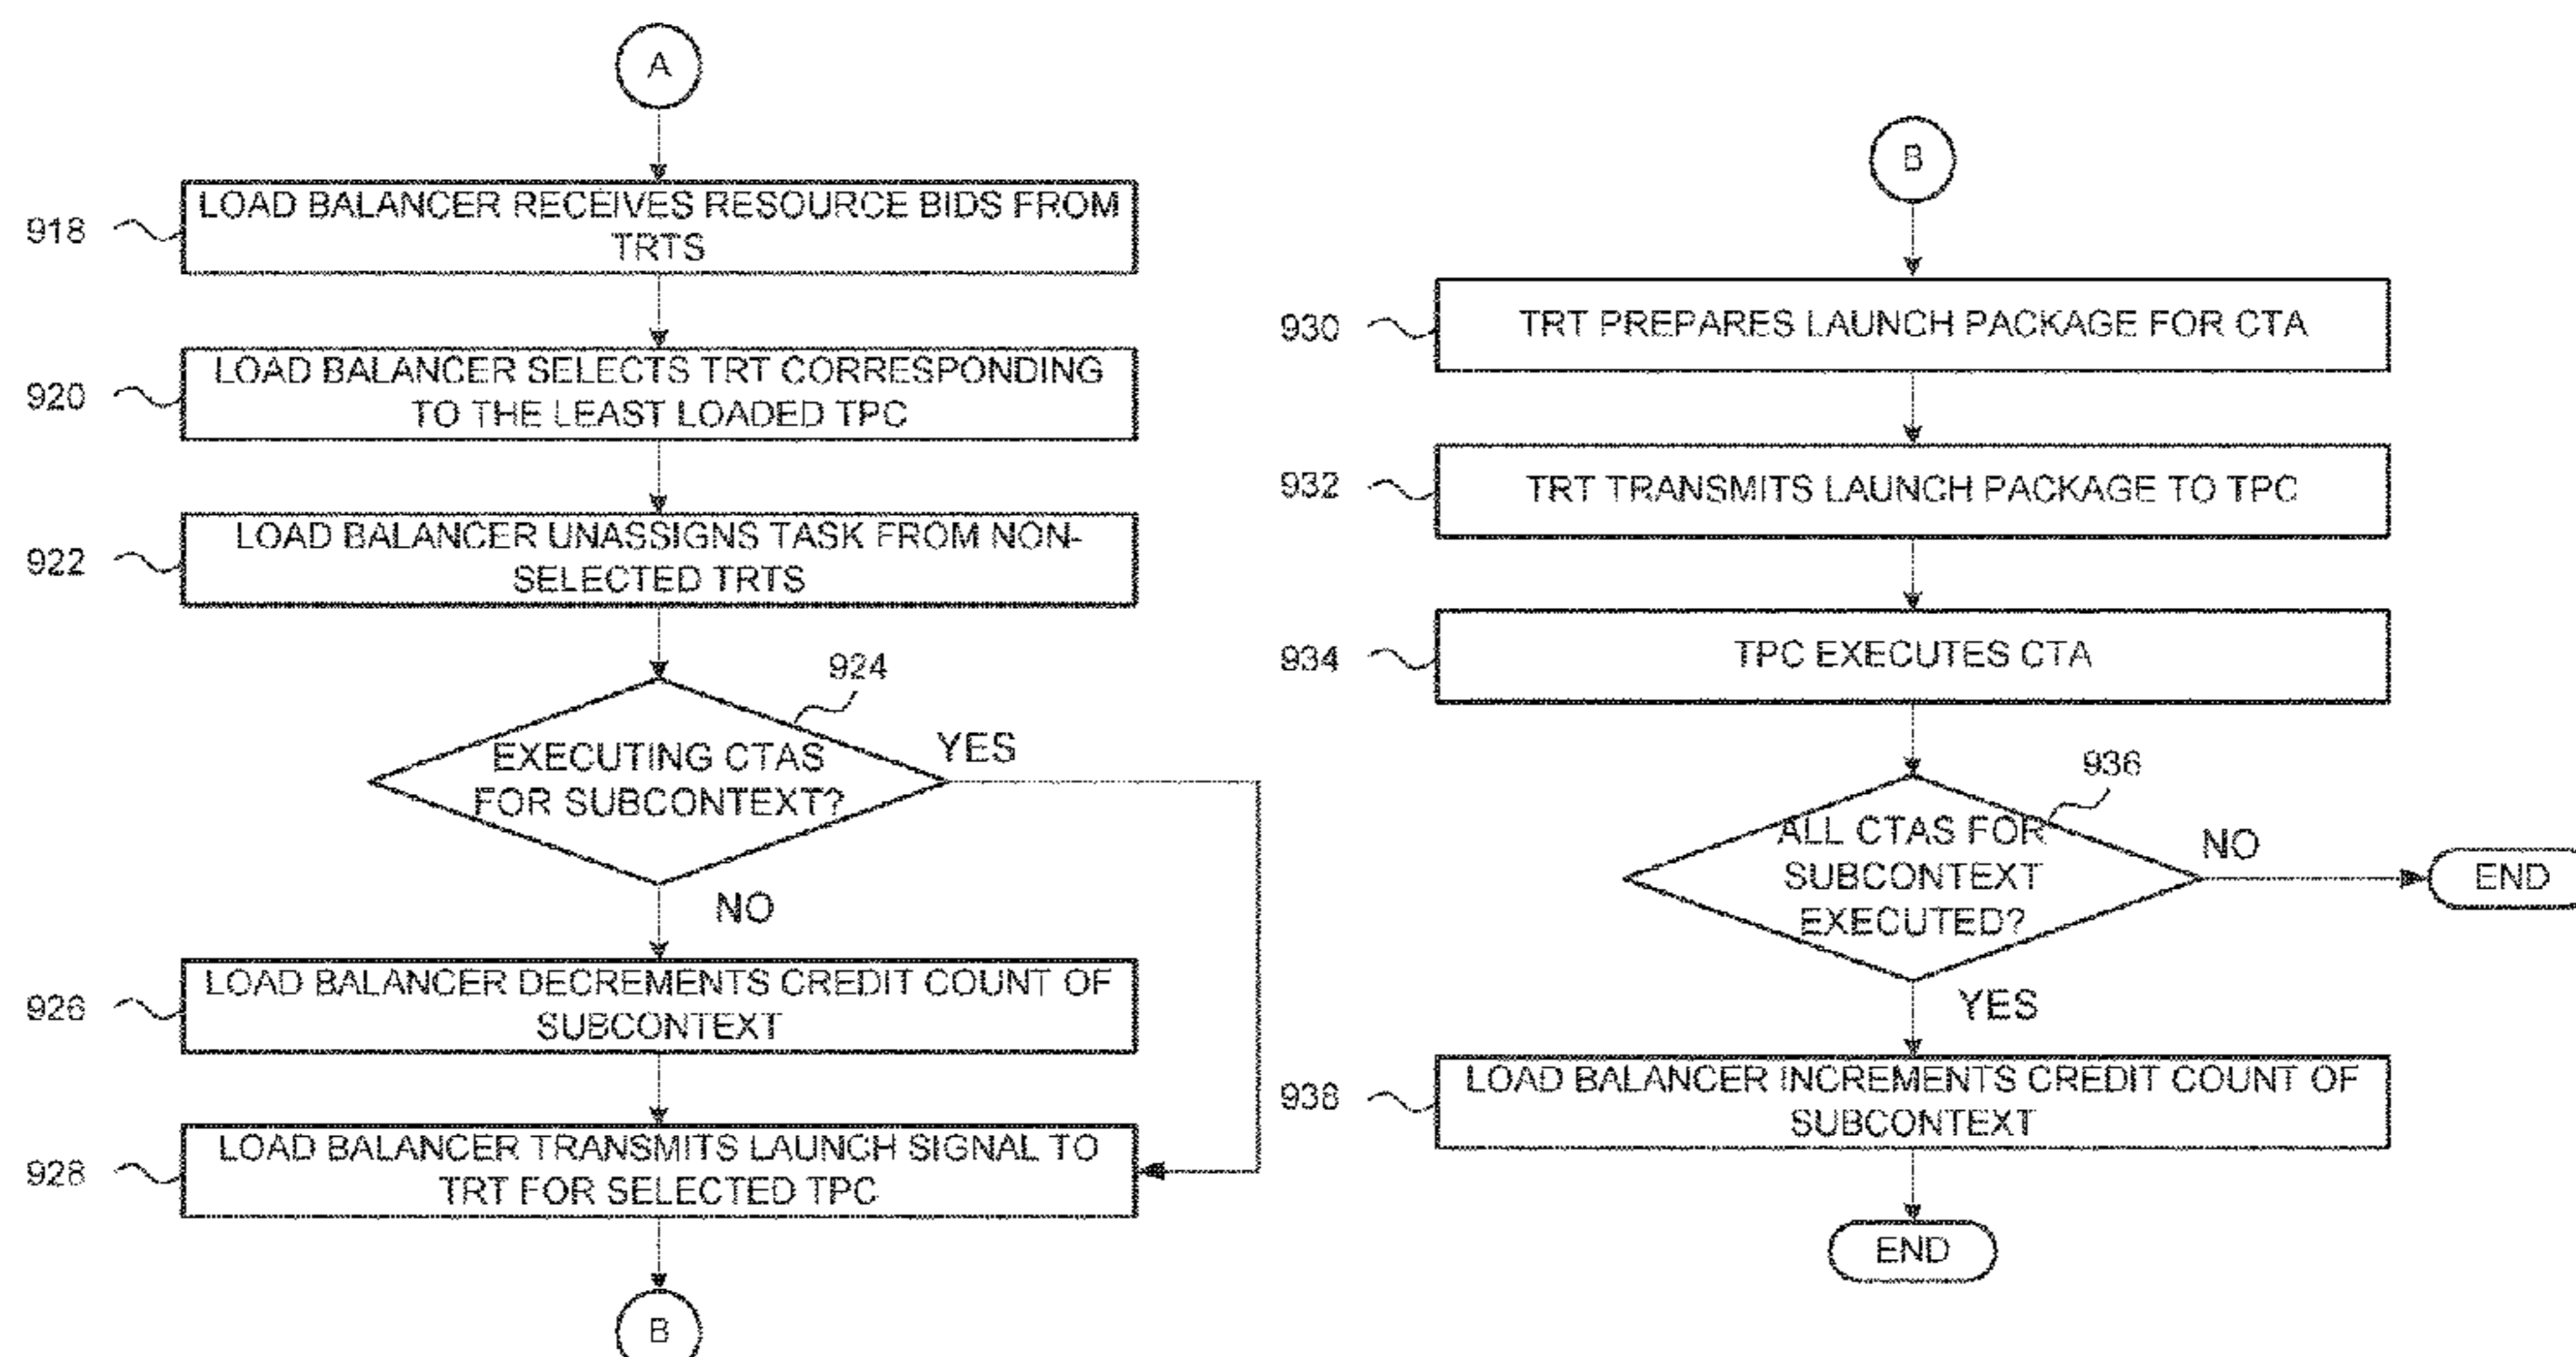 A
918
LOAD BALANCER RECEIVES RESOURCE BIDS FROM
TRTS
920
LOAD BALANCER SELECTS TRT CORRESPONDING
TO THE LEAST LOADED TPC
922
LOAD BALANCER UNASSIGNS TASK FROM NON-
SELECTED TRTS
924
EXECUTING CTAS
FOR SUBCONTEXT?
YES
NO
926
LOAD BALANCER DECREMENTS CREDIT COUNT OF
SUBCONTEXT
928
LOAD BALANCER TRANSMITS LAUNCH SIGNAL TO
TRT FOR SELECTED TPC
B
B
930
TRT PREPARES LAUNCH PACKAGE FOR CTA
932
TRT TRANSMITS LAUNCH PACKAGE TO TPC
934
TPC EXECUTES CTA
936
ALL CTAS FOR
SUBCONTEXT
EXECUTED?
NO
END
YES
938
LOAD BALANCER INCREMENTS CREDIT COUNT OF
SUBCONTEXT
END